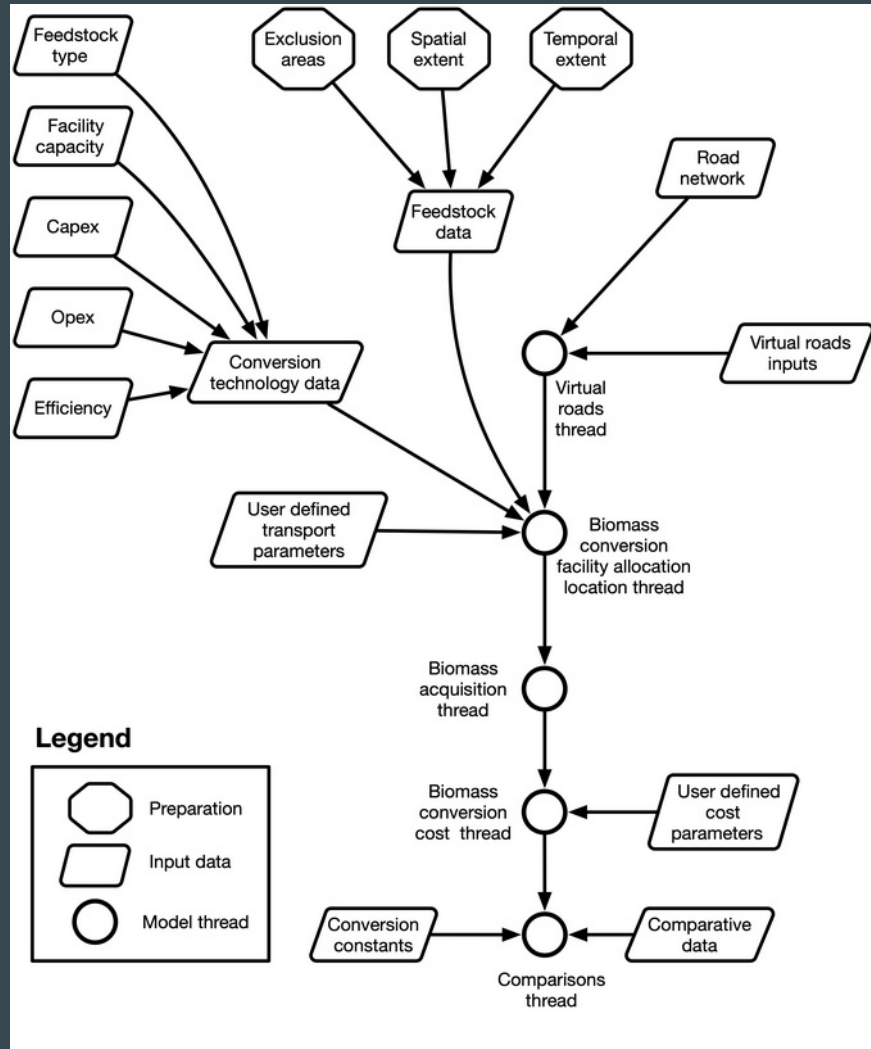 Feedstock
type
Exclusion
areas
Spatial
extent
Temporal
extent
Facility
capacity
Road
network
Capex
Feedstock
data
Opex
Conversion
technology data
Virtual roads
inputs
Efficiency
Virtual
roads
thread
User defined
transport
parameters
Biomass
conversion
facility allocation
location thread
Biomass
acquisition
thread
Legend
Preparation
Input data
Model thread
Biomass
conversion
cost thread
User defined
cost
parameters
Conversion
constants
Comparative
data
Comparisons
thread